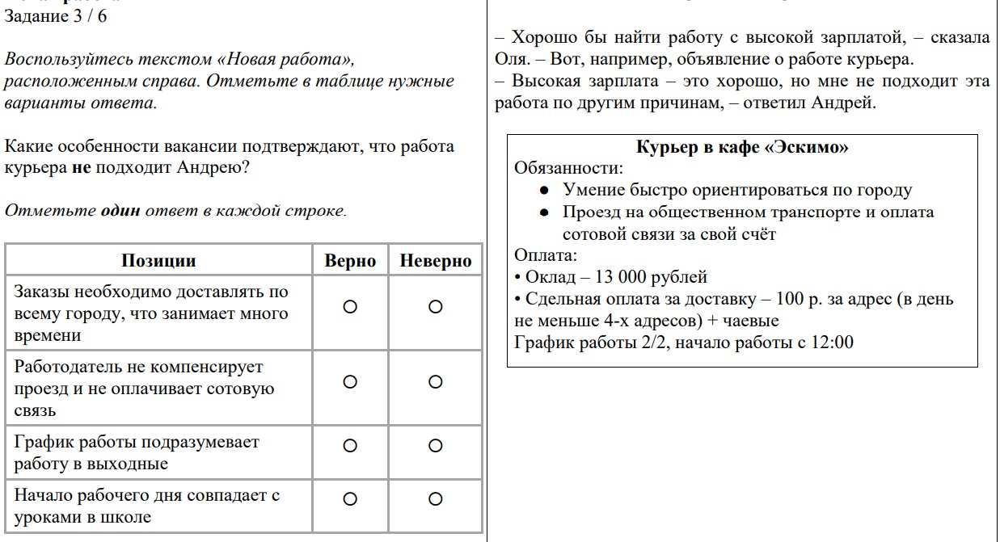 Задание 3 / 6
Воспользуйтесь текстом «Новая работа»,
расположенным справа. Отметьте в таблице нужные
варианты ответа.
Какие особенности вакансии подтверждают, что работа
курьера не подходит Андрею?
Отметьте один ответ в каждой строке.
Позиции Верно Неверно
Заказы необходимо доставлять по
всему городу, что занимает много
времени
Работодатель не компенсирует
проезд и не оплачивает сотовую
связь
График работы подразумевает
работу в выходные
Начало рабочего дня совпадает с
уроками в школе
– Хорошо бы найти работу с высокой зарплатой, – сказала
Оля. – Вот, например, объявление о работе курьера.
– Высокая зарплата – это хорошо, но мне не подходит эта
работа по другим причинам, – ответил Андрей.
Курьер в кафе «Эскимо»
Обязанности:
● Умение быстро ориентироваться по городу
● Проезд на общественном транспорте и оплата
сотовой связи за свой счёт
Оплата:
• Оклад – 13 000 рублей
• Сдельная оплата за доставку – 100 р. за адрес (в день
не меньше 4-х адресов) + чаевые
График работы 2/2, начало работы с 12:00